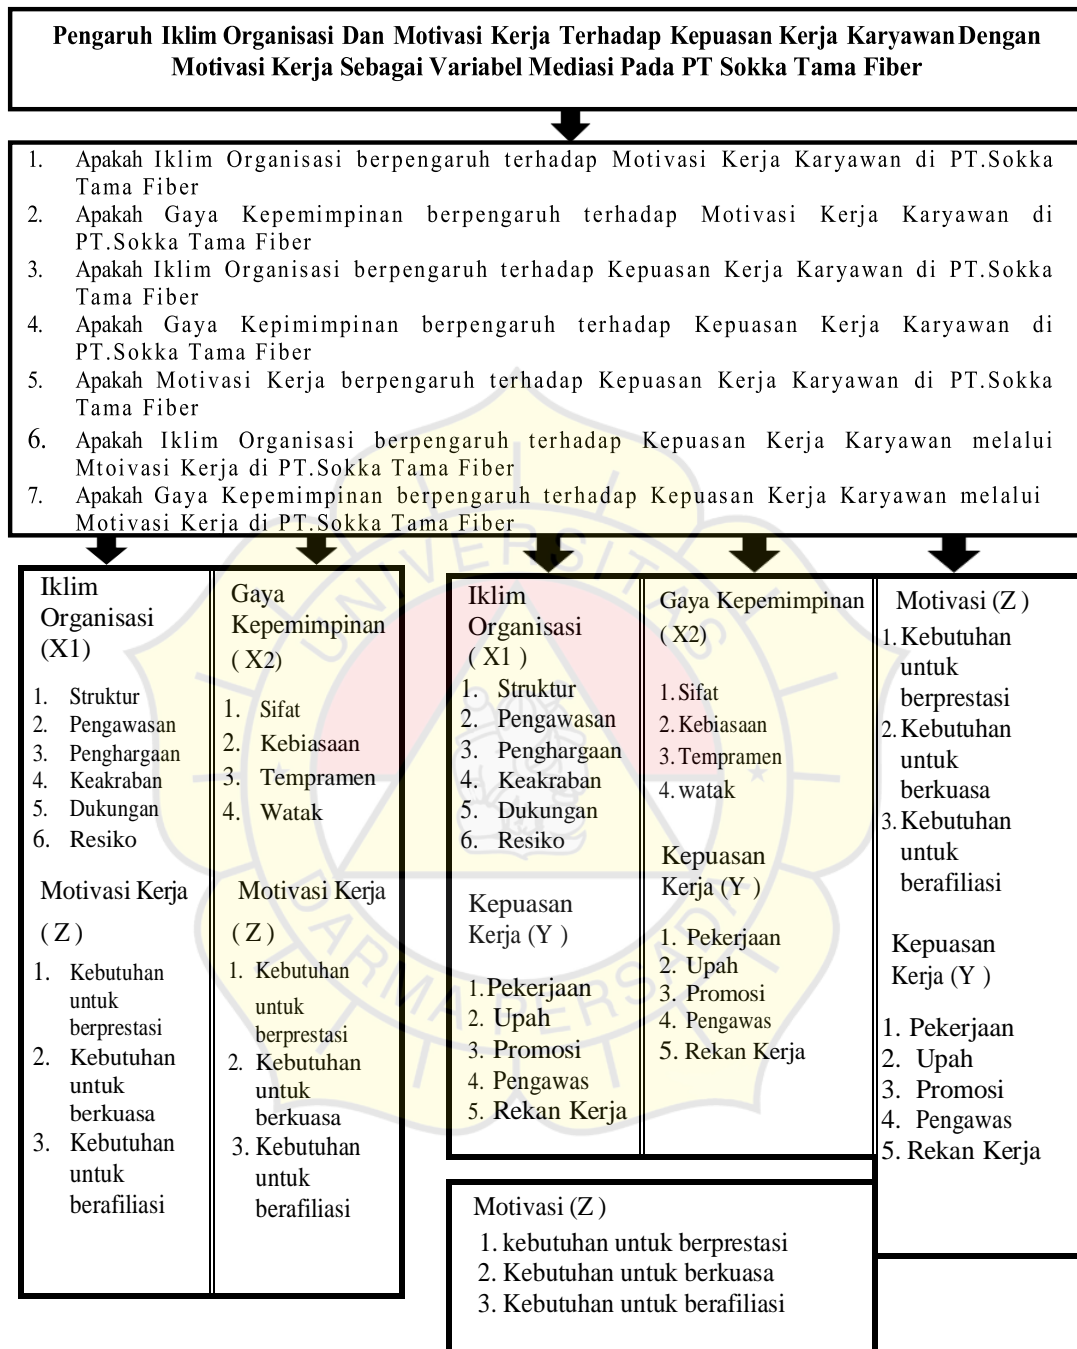 Pengaruh Iklim Organisasi Dan Motivasi Kerja Terhadap Kepuasan Kerja Karyawan Dengan
Motivasi Kerja Sebagai Variabel Mediasi Pada PT Sokka Tama Fiber
1. Apakah Iklim Organisasi berpengaruh terhadap Motivasi Kerja Karyawan di PT.Sokka
Tama Fiber
2. Apakah Gaya Kepemimpinan berpengaruh terhadap Motivasi Kerja Karyawan di
PT.Sokka Tama Fiber
3. Apakah Iklim Organisasi berpengaruh terhadap Kepuasan Kerja Karyawan di PT.Sokka
Tama Fiber
4. Apakah Gaya Kepimimpinan berpengaruh terhadap Kepuasan Kerja Karyawan di
PT.Sokka Tama Fiber
5. Apakah Motivasi Kerja berpengaruh terhadap Kepuasan Kerja Karyawan di PT.Sokka
Tama Fiber
6. Apakah Iklim Organisasi berpengaruh terhadap Kepuasan Kerja Karyawan melalui
Mtoivasi Kerja di PT.Sokka Tama Fiber
7. Apakah Gaya Kepemimpinan berpengaruh terhadap Kepuasan Kerja Karyawan melalui
Motivasi Kerja di PT.Sokka Tama Fiber
Iklim
Organisasi
(X1)
1. Struktur
2. Pengawasan
3. Penghargaan
4. Keakraban
5. Dukungan
6. Resiko
Motivasi Kerja
(Z)
1. Kebutuhan
untuk
berprestasi
2. Kebutuhan
untuk
berkuasa
3. Kebutuhan
untuk
berafiliasi
Gaya
Kepemimpinan
( X2)
1. Sifat
2. Kebiasaan
3. Tempramen
4. Watak
Motivasi Kerja
(Z)
1. Kebutuhan
untuk
berprestasi
2. Kebutuhan
untuk
berkuasa
3. Kebutuhan
untuk
berafiliasi
Iklim
Organisasi
( X1 )
1. Struktur
2. Pengawasan
3. Penghargaan
4. Keakraban
5. Dukungan
6. Resiko
Kepuasan
Kerja (Y )
1. Pekerjaan
2. Upah
3. Promosi
4. Pengawas
5. Rekan Kerja
Gaya Kepemimpinan
( X2)
1. Sifat
2. Kebiasaan
3. Tempramen
4. watak
Kepuasan
Kerja (Y )
1. Pekerjaan
2. Upah
3. Promosi
4. Pengawas
5. Rekan Kerja
Motivasi (Z )
1. Kebutuhan
untuk
berprestasi
2. Kebutuhan
untuk
berkuasa
3. Kebutuhan
untuk
berafiliasi
Kepuasan
Kerja (Y )
1. Pekerjaan
2. Upah
3. Promosi
4. Pengawas
5. Rekan Kerja
Motivasi (Z )
1. kebutuhan untuk berprestasi
2. Kebutuhan untuk berkuasa
3. Kebutuhan untuk berafiliasi
UNIVERSITAS
DARMA PERSADA